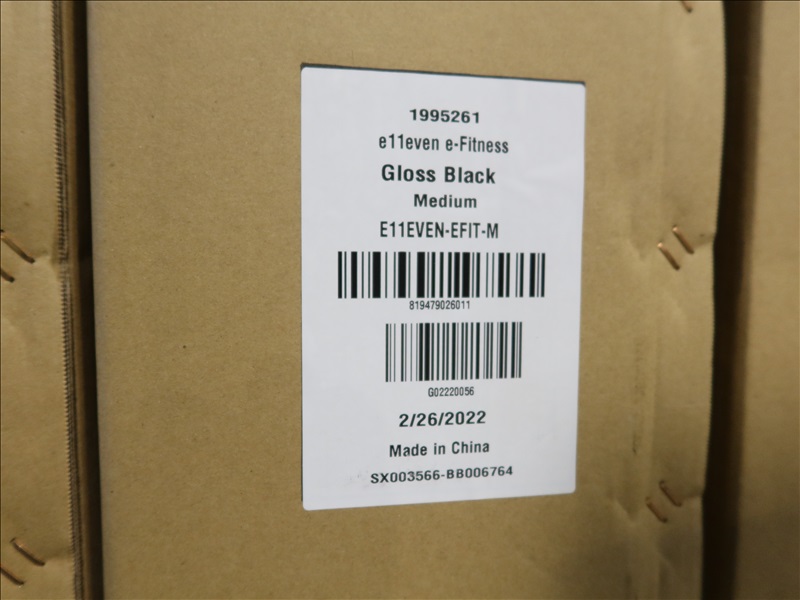 1995261
e11even e-Fitness
Gloss Black
Medium
E11EVEN-EFIT-M
819479026011
G02220056
2/26/2022
Made in China
SX003566-BB006764